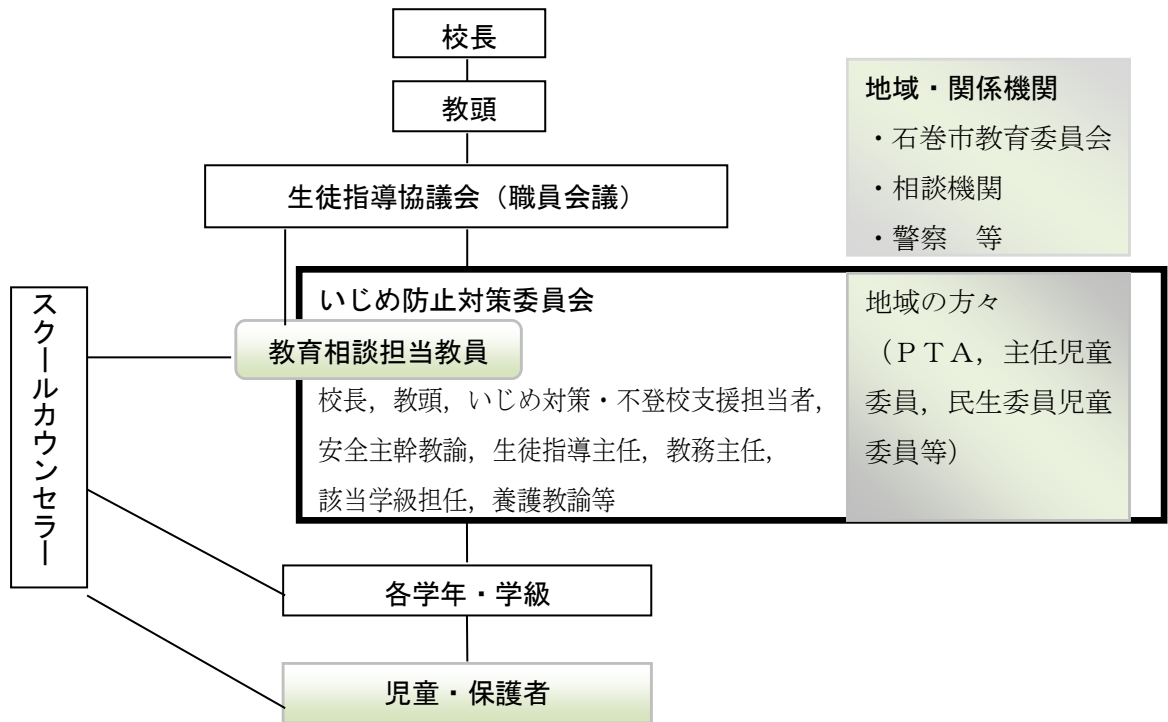 校長
教頭
生徒指導協議会（職員会議）
地域・関係機関
・石巻市教育委員会
・相談機関
・警察　等
スクールカウンセラー
いじめ防止対策委員会
教育相談担当教員
校長，教頭，いじめ対策・不登校支援担当者，
安全主幹教諭，生徒指導主任，教務主任，
該当学級担任，養護教諭等
地域の方々
（ＰＴＡ，主任児童
委員，民生委員児童
委員等）
各学年・学級
児童・保護者